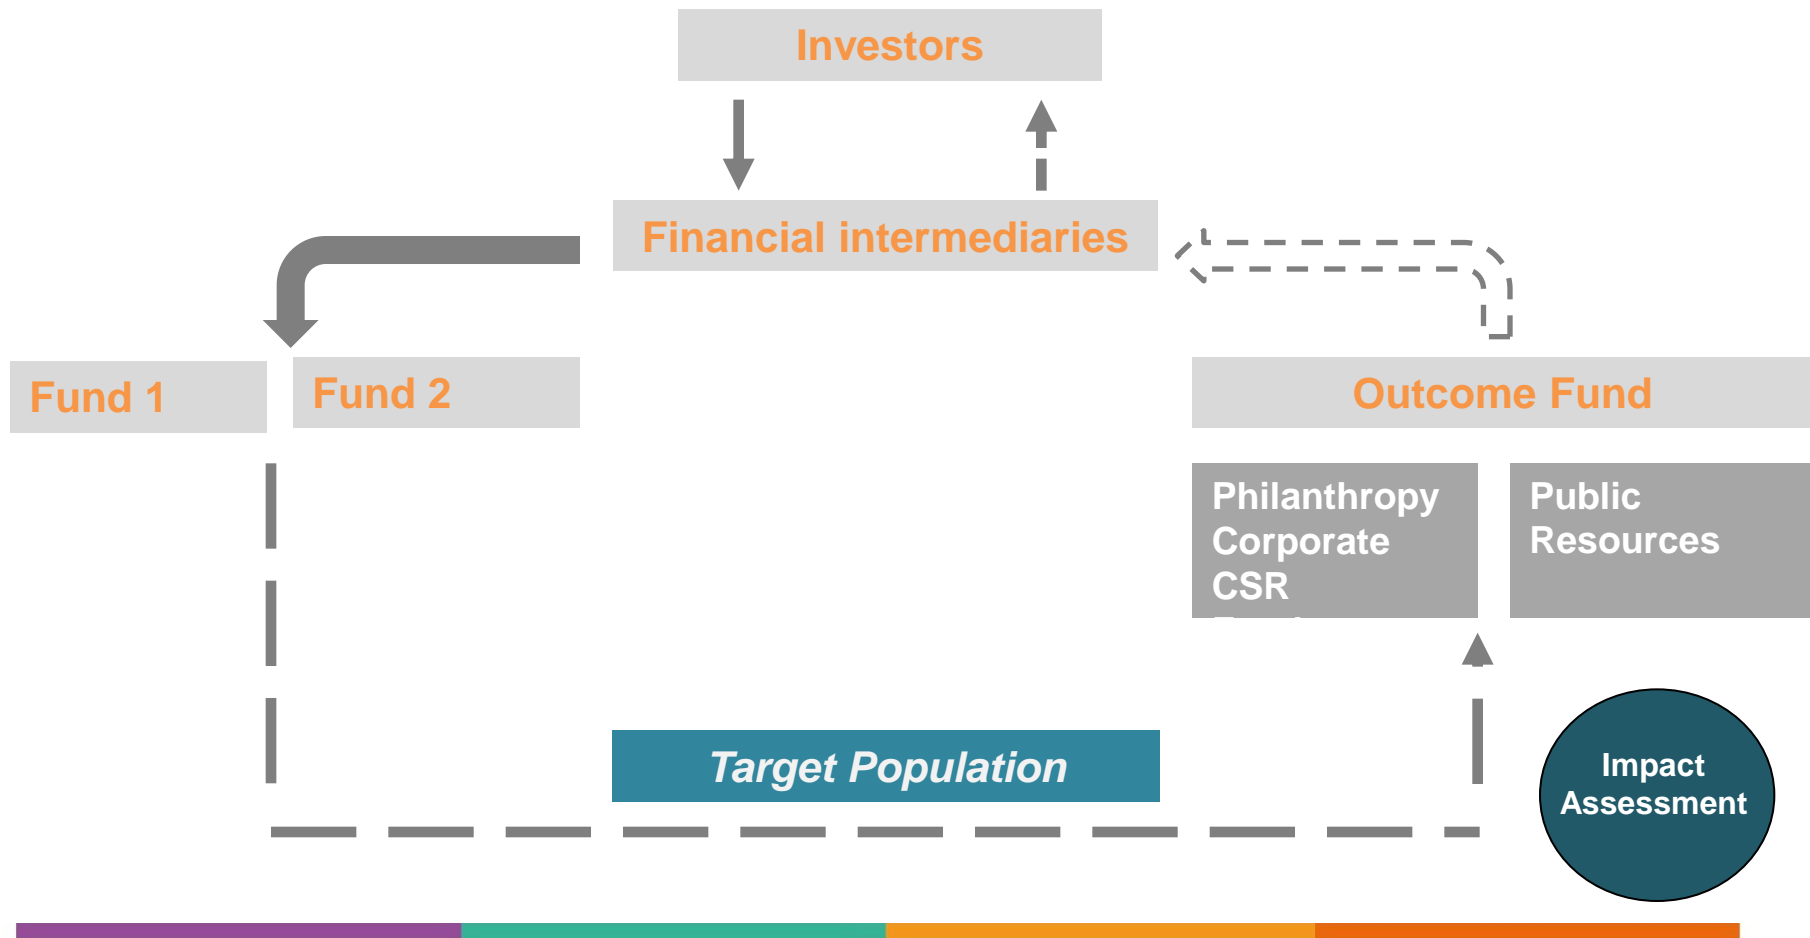 Investors
Financial intermediaries
Fund 1
Fund 2
Outcome Fund
Philanthropy
Corporate
CSR
Public
Resources
Target Population
Impact
Assessment